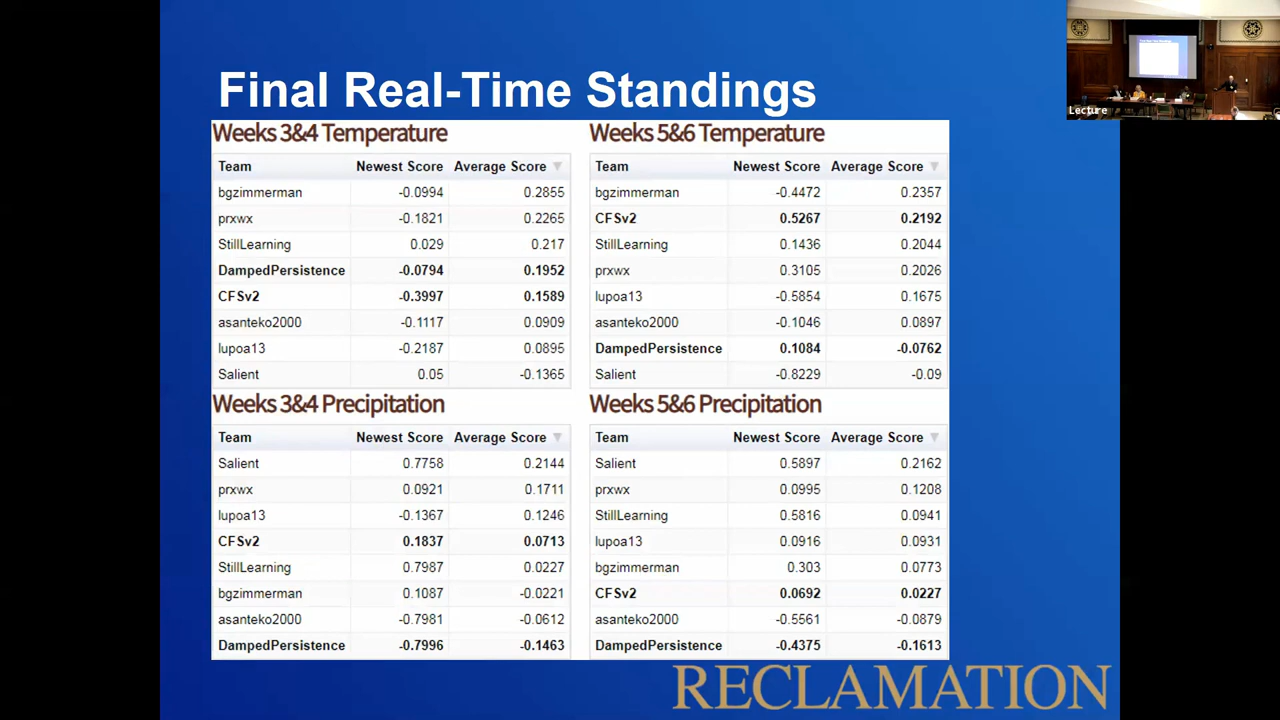 Final Real-Time Standings
Weeks 3&4 Temperature
Team Newest Score Average Score
bgzimmerman -0.0994 0.2855
prxwx -0.1821 0.2265
StillLearning 0.029 0.217
DampedPersistence -0.0794 0.1952
CFSv2 -0.3997 0.1589
asanteko2000 -0.1117 0.0909
lupoa13 -0.2187 0.0895
Salient 0.05 -0.1365
Weeks 5&6 Temperature
Team Newest Score Average Score
bgzimmerman -0.4472 0.2357
CFSv2 0.5267 0.2192
StillLearning 0.1436 0.2044
prxwx 0.3105 0.2026
lupoa13 -0.5854 0.1675
asanteko2000 -0.1046 0.0897
DampedPersistence 0.1084 -0.0762
Salient -0.8229 -0.09
Weeks 3&4 Precipitation
Team Newest Score Average Score
Salient 0.7758 0.2144
prxwx 0.0921 0.1711
lupoa13 -0.1367 0.1246
CFSv2 0.1837 0.0713
StillLearning 0.7987 0.0227
bgzimmerman 0.1087 -0.0221
asanteko2000 -0.7981 -0.0612
DampedPersistence -0.7996 -0.1463
Weeks 5&6 Precipitation
Team Newest Score Average Score
Salient 0.5897 0.2162
prxwx 0.0995 0.1208
StillLearning 0.5816 0.0941
lupoa13 0.0916 0.0931
bgzimmerman 0.303 0.0773
CFSv2 0.0692 0.0227
asanteko2000 -0.5561 -0.0879
DampedPersistence -0.4375 -0.1613
RECLAMATION
Lecture